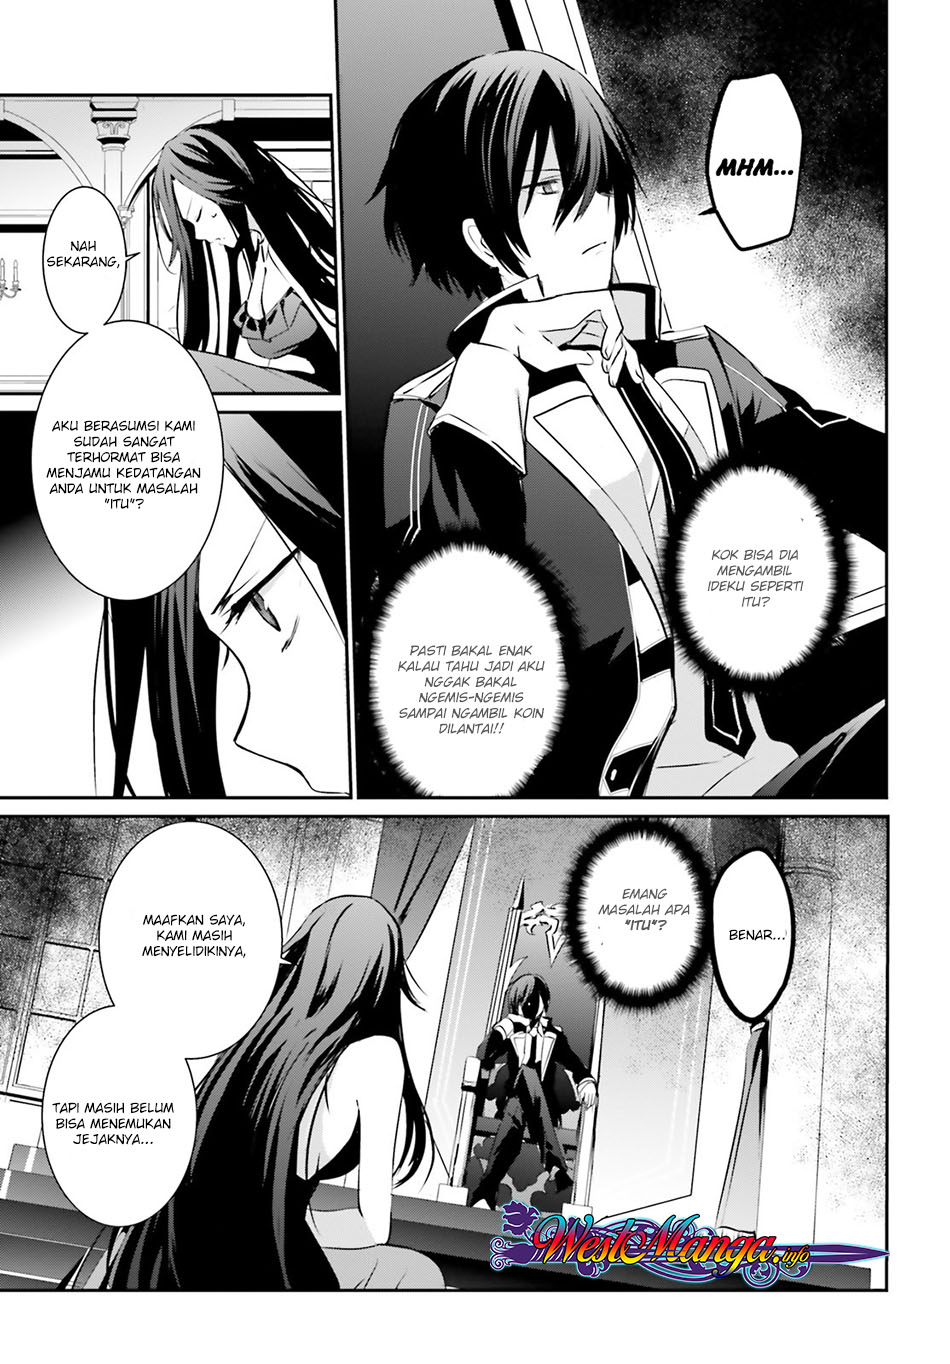 MHM...
KOK BISA DIA
MENGAMBIL
IDEKU SEPERTI
ITU?
PASTI BAKAL ENAK
KALAU TAHU JADI AKU
NGGAK BAKAL
NGEMIS-NGEMIS
SAMPAI NGAMBIL KOIN
DILANTAI!!
NAH
SEKARANG,
AKU BERASUMSI KAMI
SUDAH SANGAT
TERHORMAT BISA
MENJAMU KEDATANGAN
ANDA UNTUK MASALAH
"ITU"?
BENAR...
EMANG
MASALAH APA
"ITU"?
MAAFKAN SAYA,
KAMI MASIH
MENYELIDIKINYA,
TAPI MASIH BELUM
BISA MENEMUKAN
JEJAKNYA...
WestManga.info